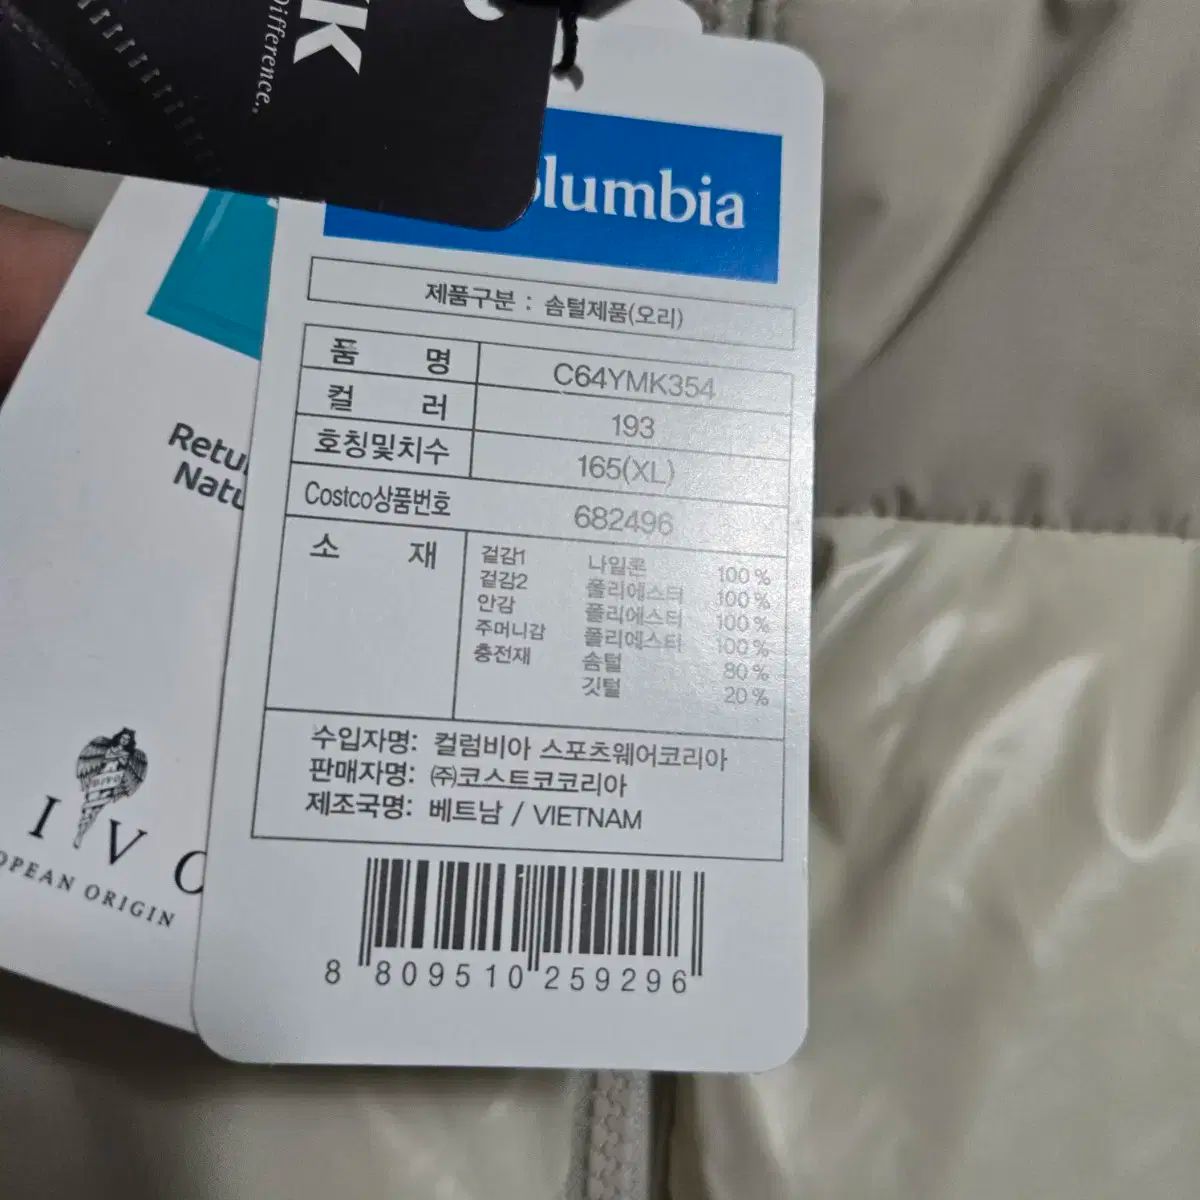 Difference..
olumbia
제품구분 : 솜털제품(오리)
품 명 C64YMK354
컬 러 193
호칭및치수 165(XL)
Costco상품번호 682496
소 재
겉감1 나일론 100 %
겉감2 폴리에스터 100 %
안감 폴리에스터 100 %
주머니감 폴리에스터 100 %
충전재 솜털 80 %
깃털 20 %
수입자명: 컬럼비아 스포츠웨어코리아
판매자명: ㈜코스트코코리아
제조국명: 베트남 / VIETNAM
8 809510 259296
Retu
Natu
I V
OPEAN ORIGIN